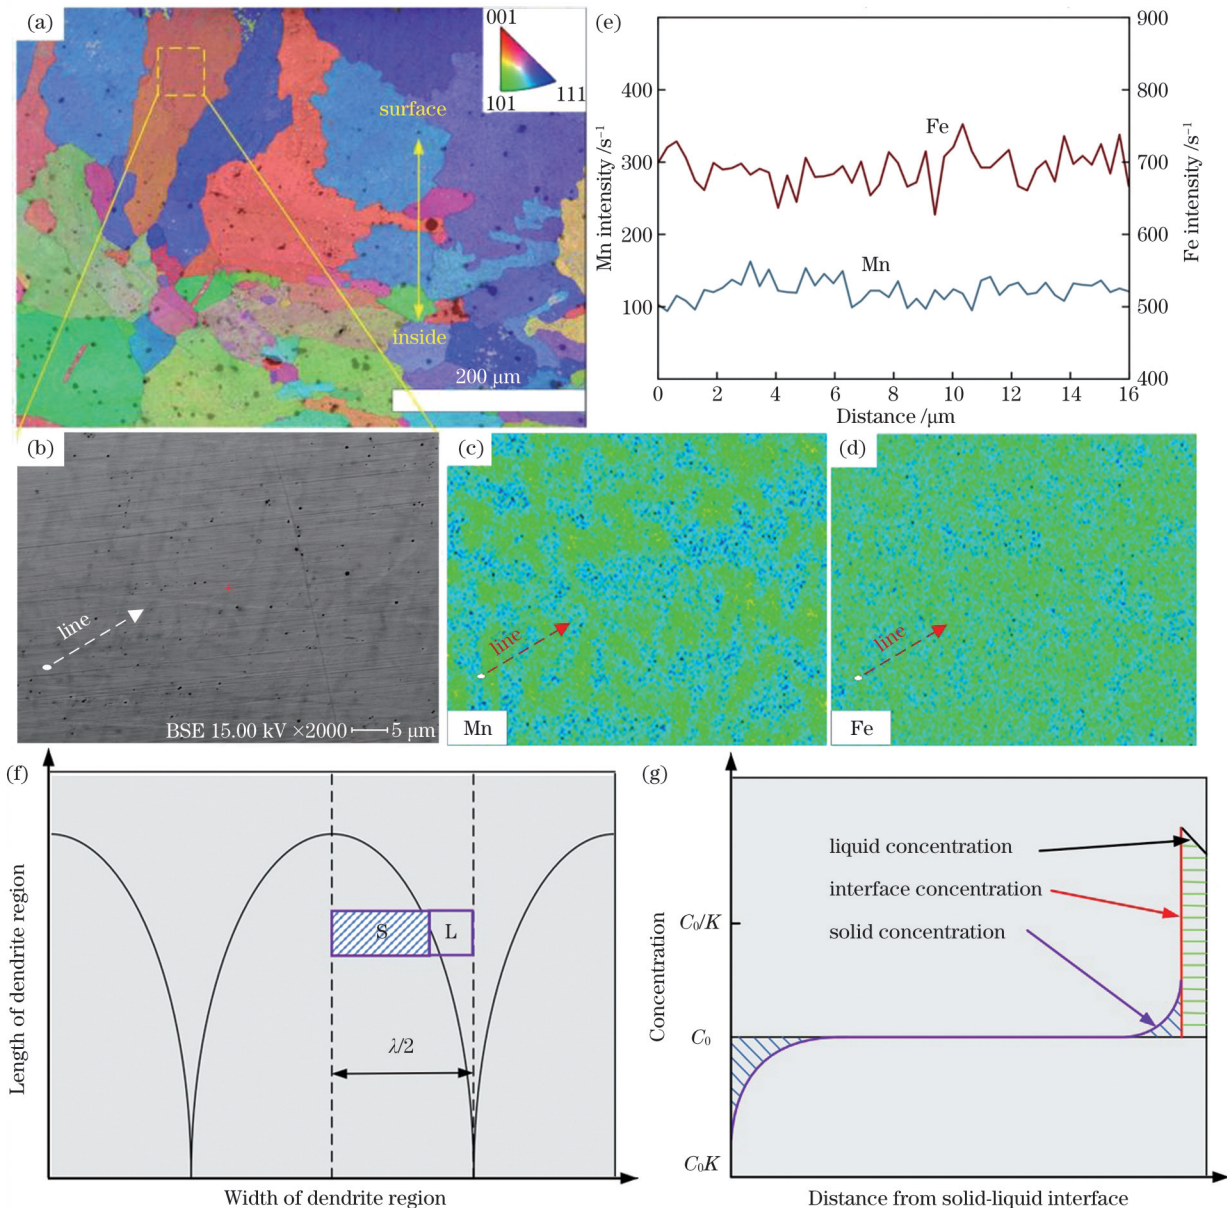 (a)
001
101
111
surface
inside
200 μm
(e)
Mn intensity /s⁻¹
400
300
200
100
Fe
Mn
900
800
700
600
500
400
Fe intensity /s⁻¹
0 2 4 6 8 10 12 14 16
Distance /μm
(b)
line
BSE 15.00 kV ×2000 5 μm
(c)
line
Mn
(d)
line
Fe
(f)
Length of dendrite region
S L
λ/2
Width of dendrite region
(g)
Concentration
C₀/K
C₀
C₀K
liquid concentration
interface concentration
solid concentration
Distance from solid-liquid interface